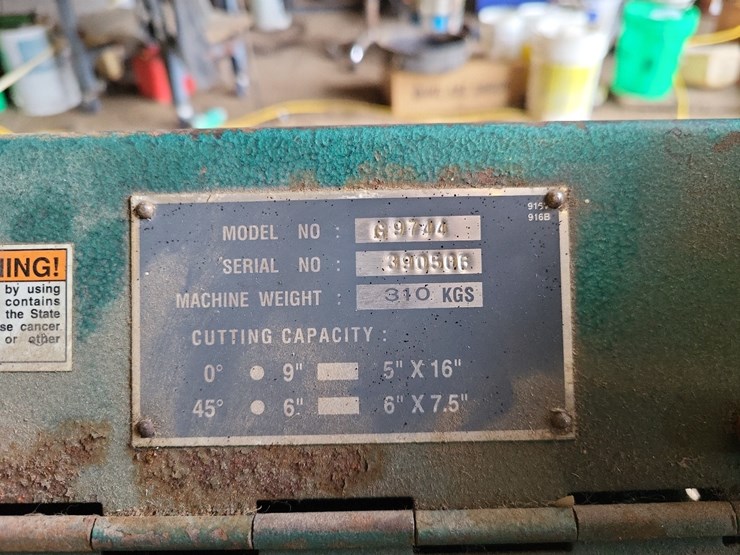 915
916B
MODEL NO : G9744
SERIAL NO : 390506
MACHINE WEIGHT : 310 KGS
CUTTING CAPACITY :
0° ● 9" ▬ 5" X 16"
45° ● 6" ▬ 6" X 7.5"
ING!
by using
contains
the State
se cancer
or other